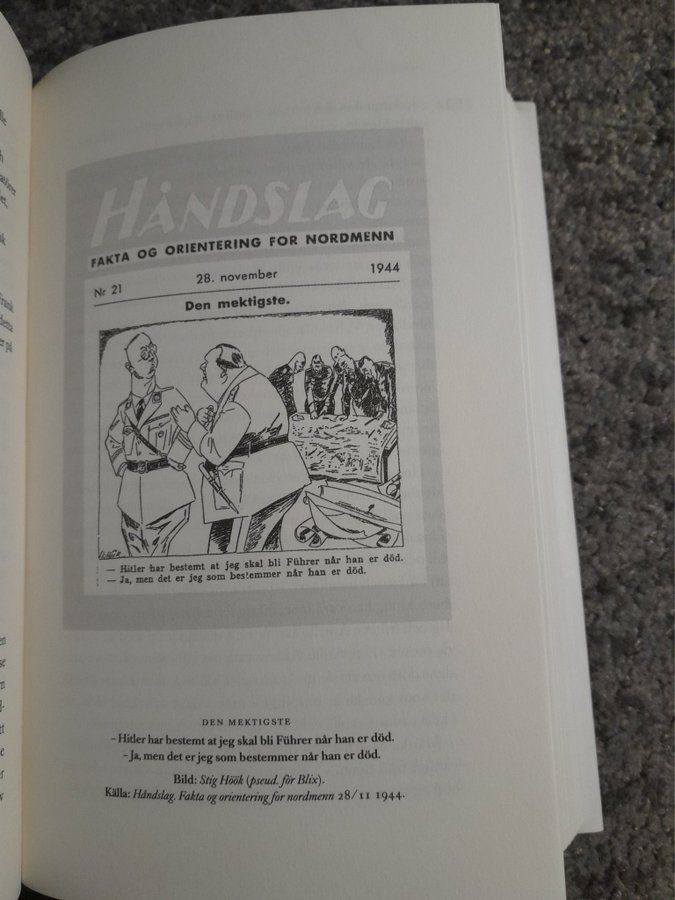 HÅNDSLAG
FAKTA OG ORIENTERING FOR NORDMENN
Nr 21 28. november 1944
Den mektigste.
— Hitler har bestemt at jeg skal bli Führer når han er død.
— Ja, men det er jeg som bestemmer når han er død.
DEN MEKTIGSTE
– Hitler har bestemt at jeg skal bli Führer når han er död.
– Ja, men det er jeg som bestemmer når han er död.
Bild: Stig Höök (pseud. för Blix).
Källa: Håndslag. Fakta og orientering for nordmenn 28/11 1944.